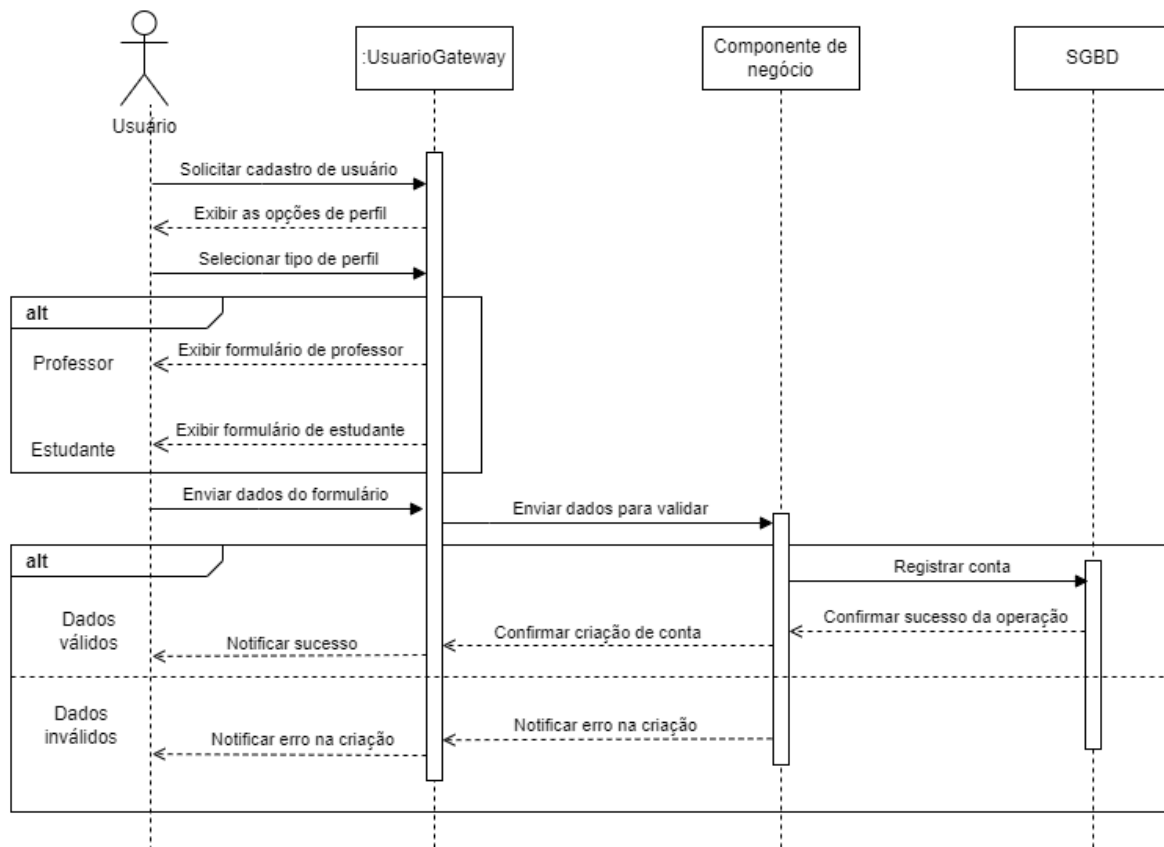 :UsuarioGateway
Componente de
negócio
SGBD
Usuário
Solicitar cadastro de usuário
Exibir as opções de perfil
Selecionar tipo de perfil
alt
Professor
Exibir formulário de professor
Estudante
Exibir formulário de estudante
Enviar dados do formulário
Enviar dados para validar
alt
Registrar conta
Dados
válidos
Confirmar sucesso da operação
Confirmar criação de conta
Notificar sucesso
Dados
inválidos
Notificar erro na criação
Notificar erro na criação